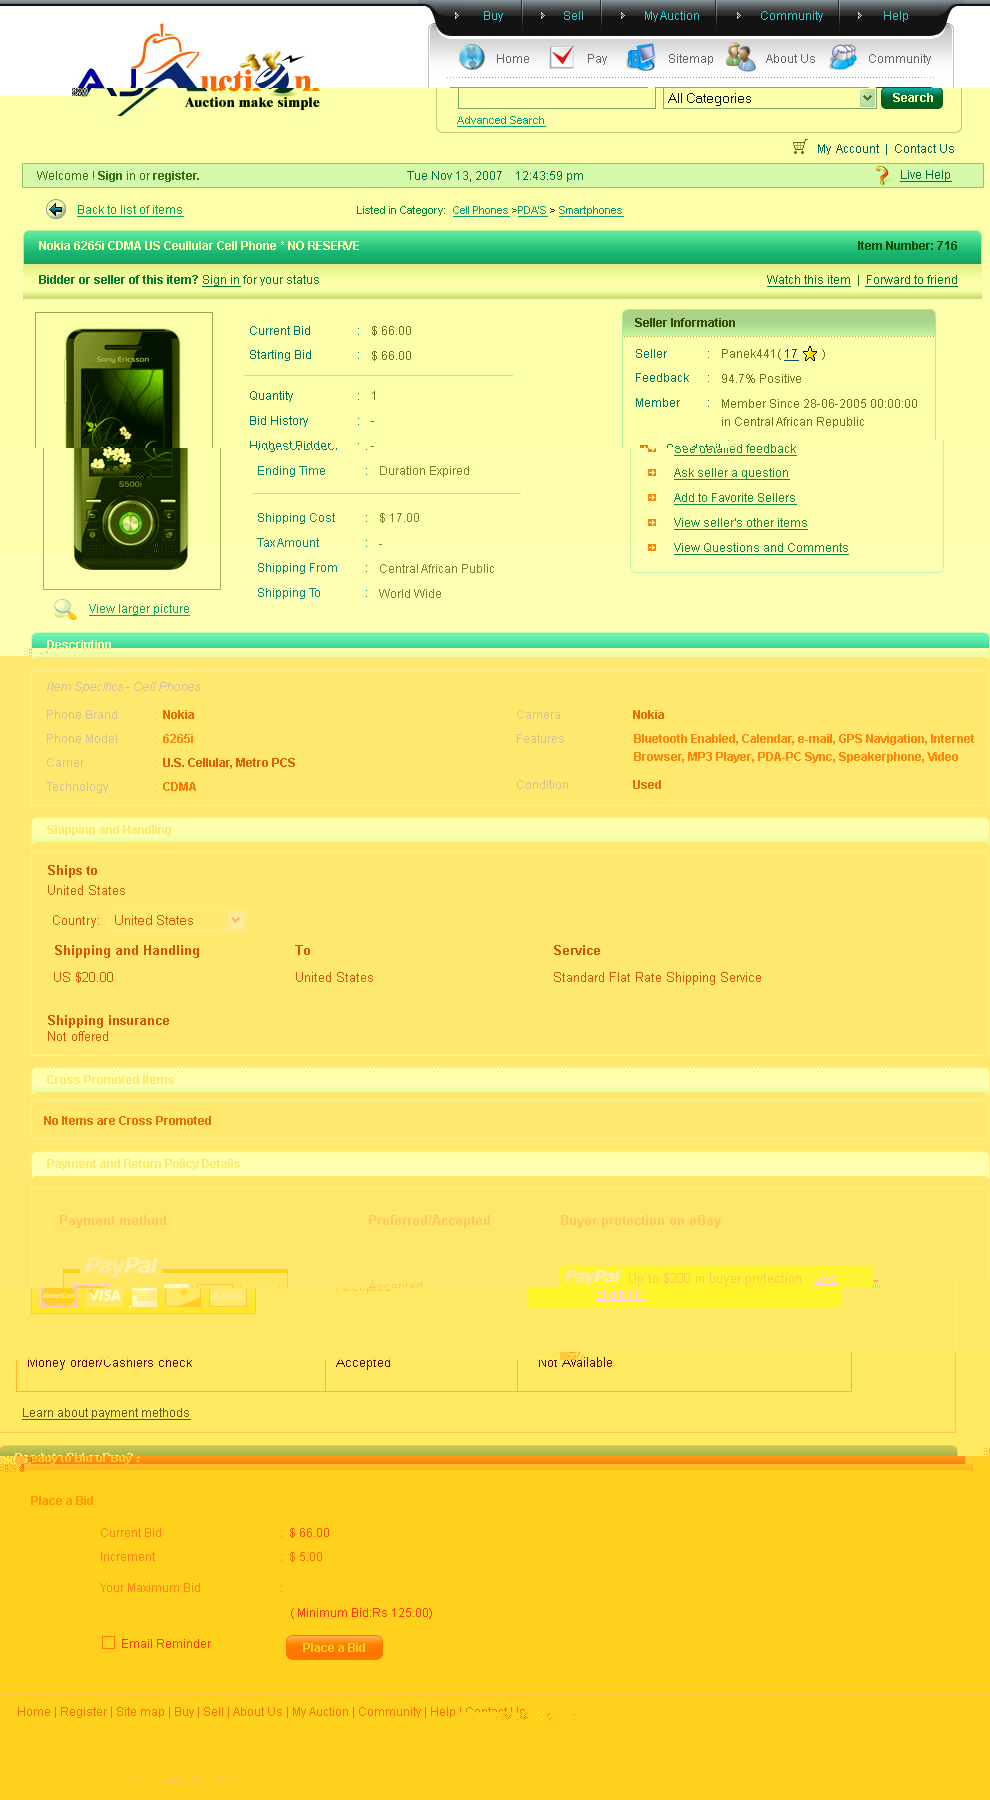 Buy Sell My Auction Community Help
Home Pay Sitemap About Us Community
AJ Auction
Auction make simple
All Categories Search
Advanced Search
My Account | Contact Us
Welcome ! Sign in or register. Tue Nov 13, 2007 12:43:59 pm Live Help
Back to list of items Listed in Category: Cell Phones >PDA'S > Smartphones
Nokia 6265i CDMA US Ceullular Cell Phone * NO RESERVE Item Number: 716
Bidder or seller of this item? Sign in for your status Watch this item | Forward to friend
Sony Ericsson
S500i
View larger picture
Current Bid : $ 66.00
Starting Bid : $ 66.00
Quantity : 1
Bid History : -
Highest Bidder : -
Ending Time : Duration Expired
Shipping Cost : $ 17.00
Tax Amount : -
Shipping From : Central African Public
Shipping To : World Wide
Seller Information
Seller : Panek441( 17 )
Feedback : 94.7% Positive
Member : Member Since 28-06-2005 00:00:00
in Central African Republic
See detailed feedback
Ask seller a question
Add to Favorite Sellers
View seller's other items
View Questions and Comments
Description
Item Specifics - Cell Phones
Phone Brand : Nokia
Phone Model : 6265i
Carrier : U.S. Cellular, Metro PCS
Technology : CDMA
Camera : Nokia
Features : Bluetooth Enabled, Calendar, e-mail, GPS Navigation, Internet
Browser, MP3 Player, PDA-PC Sync, Speakerphone, Video
Condition Used
Shipping and Handling
Ships to
United States
Country: United States
Shipping and Handling To Service
US $20.00 United States Standard Flat Rate Shipping Service
Shipping insurance
Not offered
Cross Promoted Items
No Items are Cross Promoted
Payment and Return Policy Details
Payment method Preferred/Accepted Buyer protection on eBay
PayPal Accepted PayPal Up to $200 in buyer protection. See
MasterCard VISA eligibility
Money order/Cashiers check Accepted Not Available
Learn about payment methods
Ready to Bid or Buy?
Place a Bid
Current Bid : $ 66.00
Increment : $ 5.00
Your Maximum Bid :
( Minimum Bid:Rs 125.00)
Email Reminder Place a Bid
Home | Register | Site map | Buy | Sell | About Us | My Auction | Community | Help | Contact Us